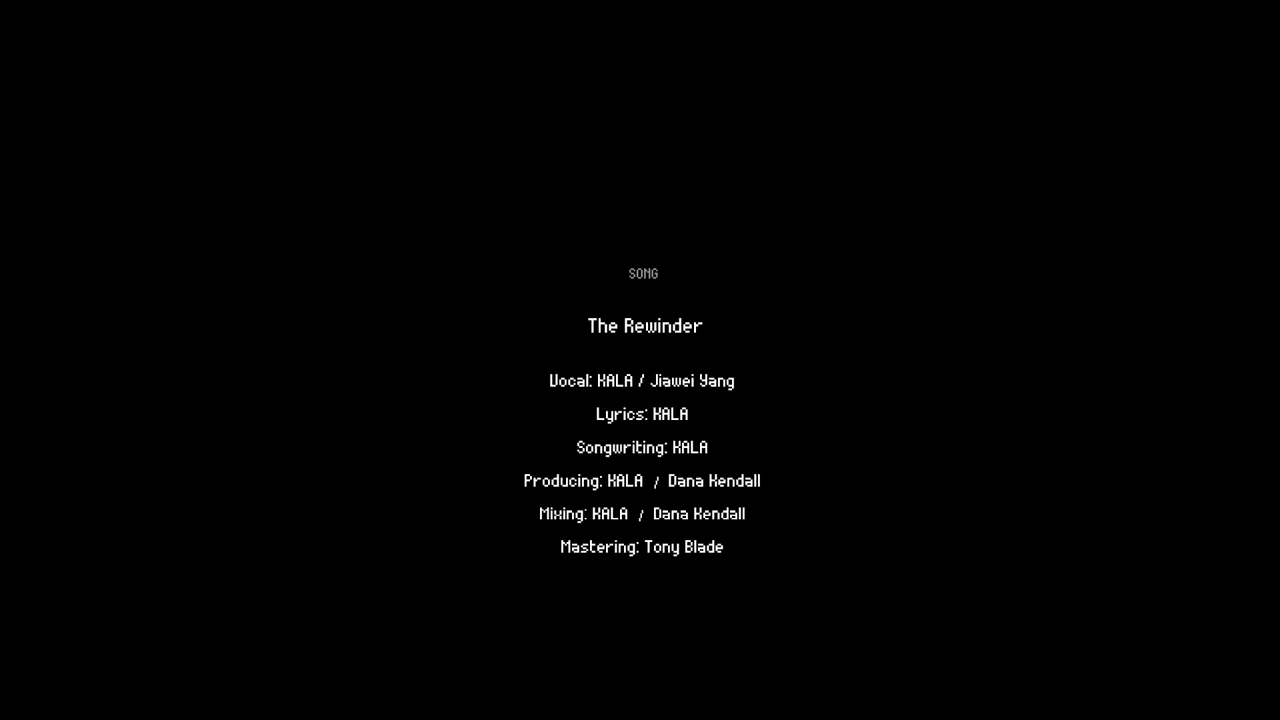 SONG
The Rewinder
Vocal: KALA / Jiawei Yang
Lyrics: KALA
Songwriting: KALA
Producing: KALA / Dana Kendall
Mixing: KALA / Dana Kendall
Mastering: Tony Blade